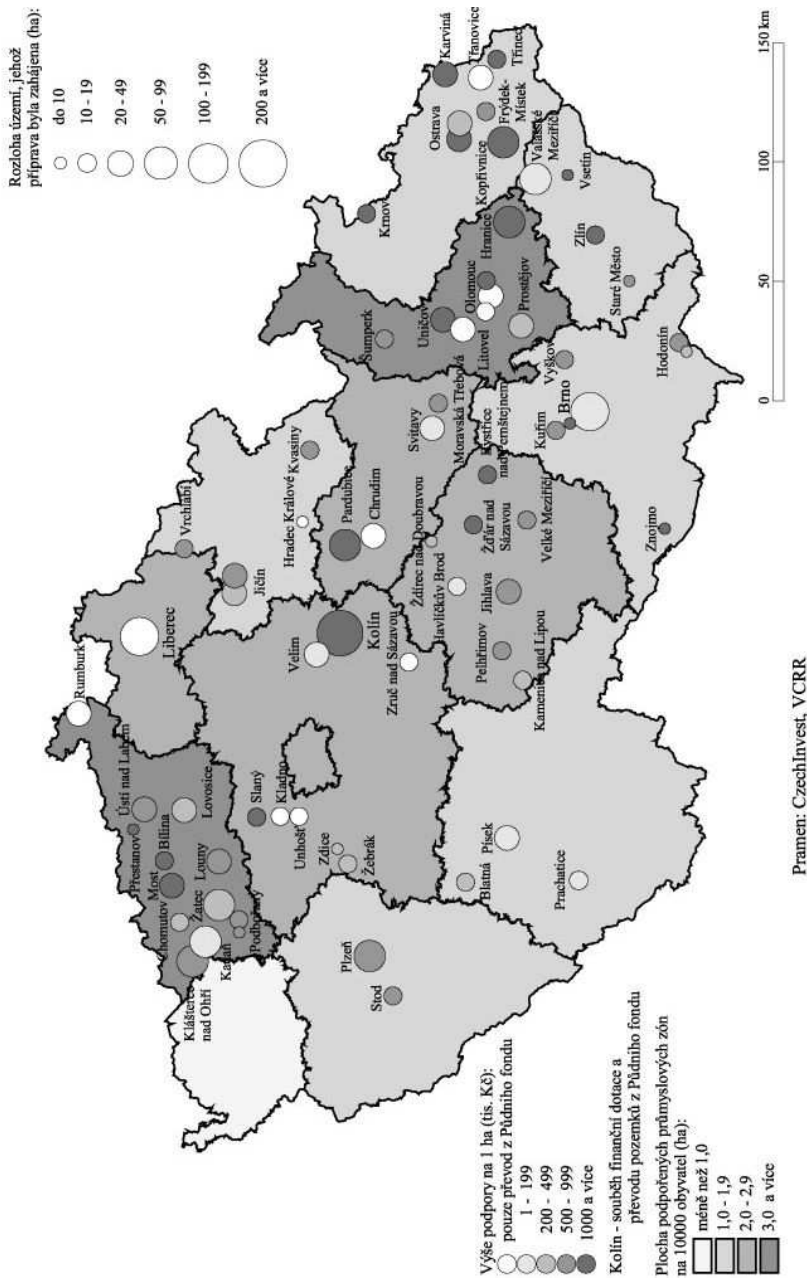 Rozloha území, jehož
příprava byla zahájena (ha):
do 10
10 - 19
20 - 49
50 - 99
100 - 199
200 a více
Rumburk
Liberec
Vrchlabí
Jičín
Hradec Králové
Kvasiny
Ústí nad Labem
Přestanov
Bílina
Most
Chomutov
Lovosice
Louny
Žatec
Podbořany
Kadaň
Klášterec
nad Ohří
Slaný
Kladno
Unhošť
Zdice
Žebrák
Velim
Kolín
Zruč nad Sázavou
Pardubice
Chrudim
Svitavy
Moravská Třebová
Šumperk
Uničov
Litovel
Olomouc
Prostějov
Hranice
Krnov
Ostrava
Karviná
Třanovice
Třinec
Frýdek-
Místek
Kopřivnice
Valašské
Meziříčí
Vsetín
Zlín
Staré Město
Hodonín
Vyškov
Brno
Kuřim
Znojmo
Bystřice
nad Pernštejnem
Žďár nad
Sázavou
Velké Meziříčí
Ždírec nad Doubravou
Havlíčkův Brod
Jihlava
Pelhřimov
Kamenice nad Lipou
Plzeň
Stod
Blatná
Písek
Prachatice
Výše podpory na 1 ha (tis. Kč):
pouze převod z Půdního fondu
1 - 199
200 - 499
500 - 999
1000 a více
Kolín - souběh finanční dotace a
převodu pozemků z Půdního fondu
Plocha podpořených průmyslových zón
na 10000 obyvatel (ha):
méně než 1,0
1,0 - 1,9
2,0 - 2,9
3,0 a více
0
50
100
150 km
Pramen: CzechInvest, VCRR